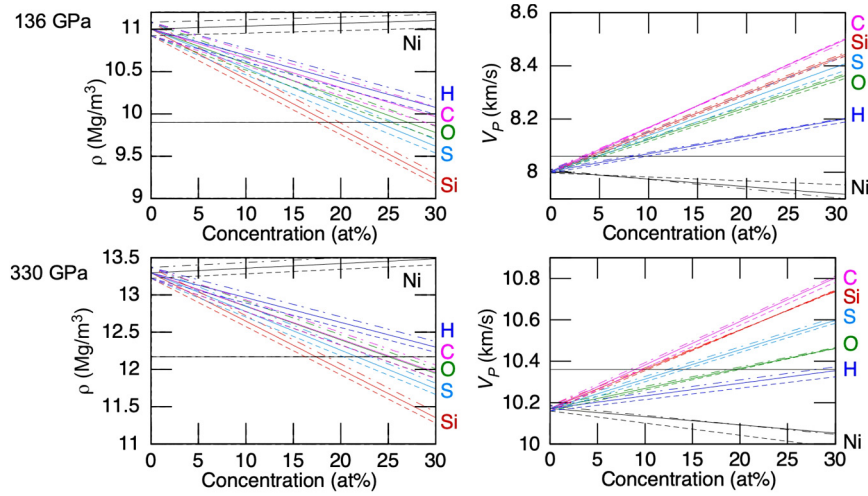 136 GPa
ρ (Mg/m³)
11
10.5
10
9.5
9
Ni
H
C
O
S
Si
0 5 10 15 20 25 30
Concentration (at%)
V_P (km/s)
8.6
8.4
8.2
8
C
Si
S
O
H
Ni
0 5 10 15 20 25 30
Concentration (at%)
330 GPa
ρ (Mg/m³)
13.5
13
12.5
12
11.5
11
Ni
H
C
O
S
Si
0 5 10 15 20 25 30
Concentration (at%)
V_P (km/s)
10.8
10.6
10.4
10.2
10
C
Si
S
O
H
Ni
0 5 10 15 20 25 30
Concentration (at%)